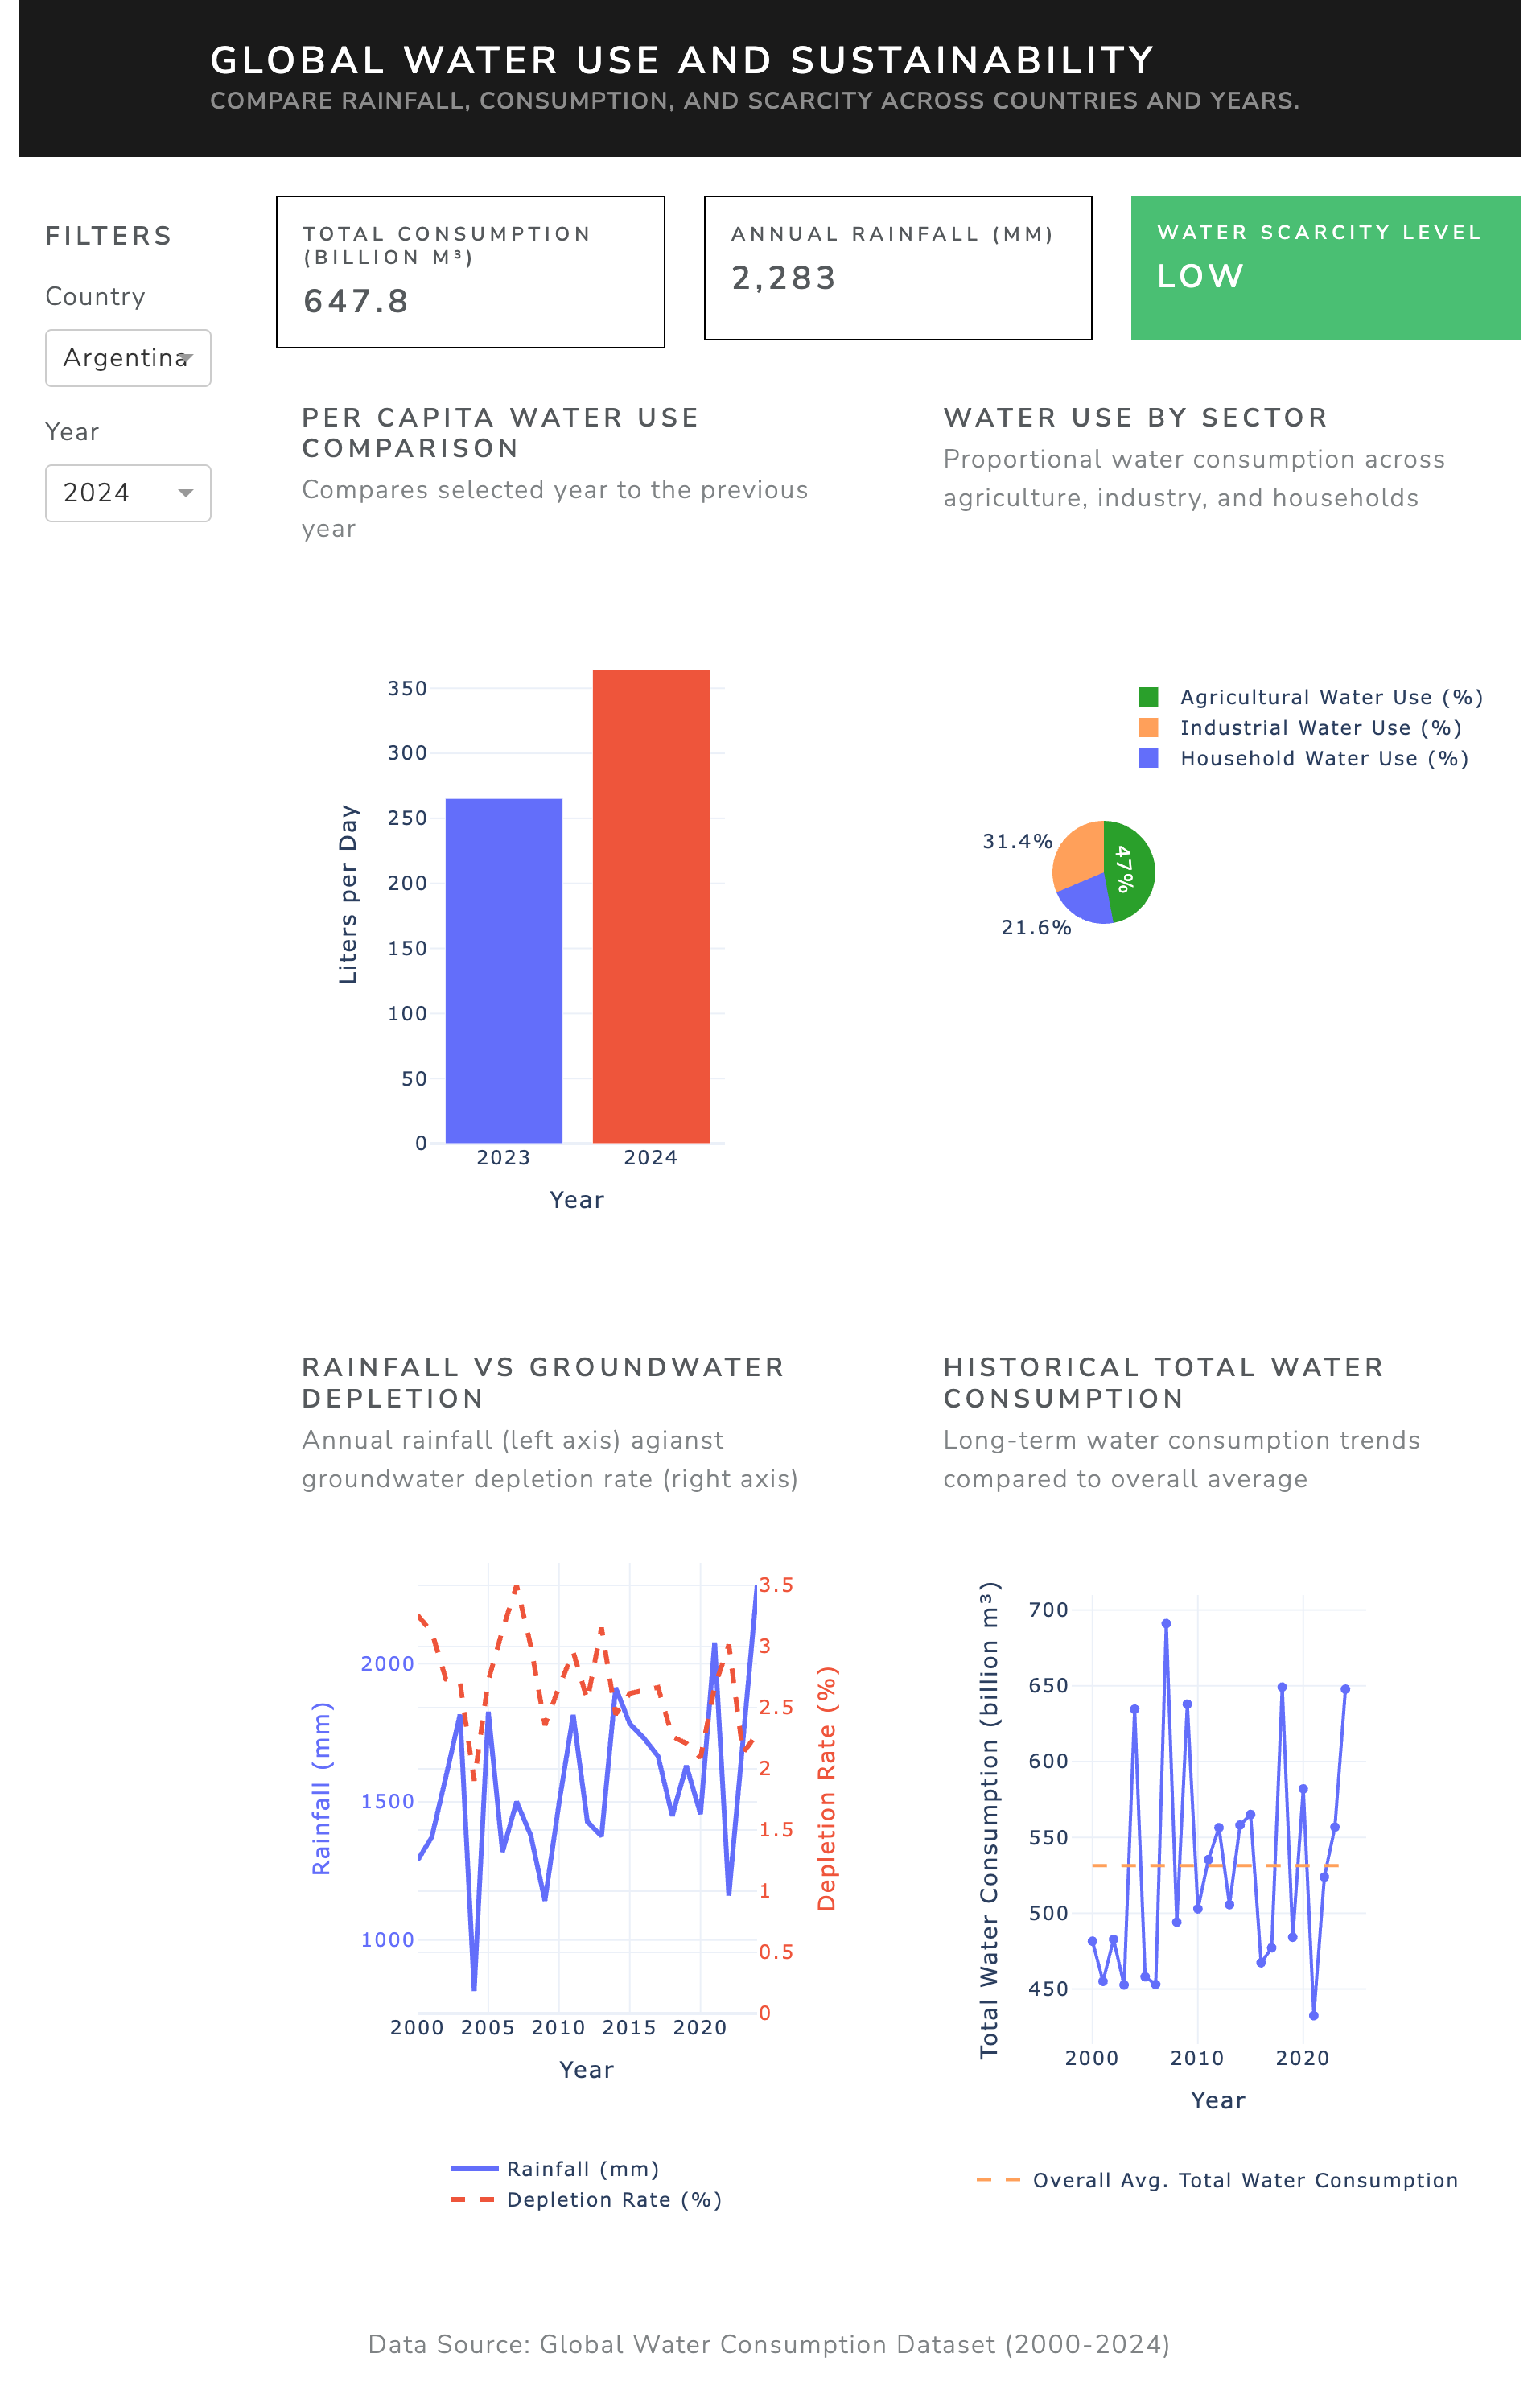 GLOBAL WATER USE AND SUSTAINABILITY
COMPARE RAINFALL, CONSUMPTION, AND SCARCITY ACROSS COUNTRIES AND YEARS.
FILTERS
Country
Argentina
Year
2024
TOTAL CONSUMPTION
(BILLION M³)
647.8
ANNUAL RAINFALL (MM)
2,283
WATER SCARCITY LEVEL
LOW
PER CAPITA WATER USE
COMPARISON
Compares selected year to the previous
year
350
300
250
200
150
100
50
0
Liters per Day
2023
2024
Year
WATER USE BY SECTOR
Proportional water consumption across
agriculture, industry, and households
Agricultural Water Use (%)
Industrial Water Use (%)
Household Water Use (%)
31.4%
47%
21.6%
RAINFALL VS GROUNDWATER
DEPLETION
Annual rainfall (left axis) agianst
groundwater depletion rate (right axis)
Rainfall (mm)
2000
1500
1000
3.5
3
2.5
2
1.5
1
0.5
0
Depletion Rate (%)
2000 2005 2010 2015 2020
Year
Rainfall (mm)
Depletion Rate (%)
HISTORICAL TOTAL WATER
CONSUMPTION
Long-term water consumption trends
compared to overall average
Total Water Consumption (billion m³)
700
650
600
550
500
450
2000 2010 2020
Year
Overall Avg. Total Water Consumption
Data Source: Global Water Consumption Dataset (2000-2024)